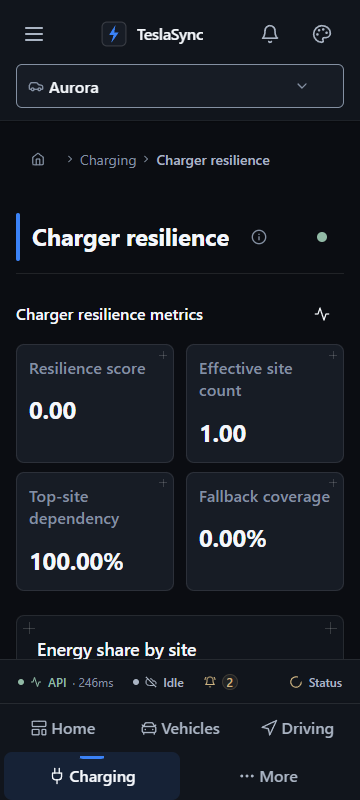 TeslaSync
Aurora
Charging
Charger resilience
Charger resilience
Charger resilience metrics
Resilience score
0.00
Effective site
count
1.00
Top-site
dependency
100.00%
Fallback coverage
0.00%
Energy share by site
API · 246ms
Idle
2
Status
Home
Vehicles
Driving
Charging
More